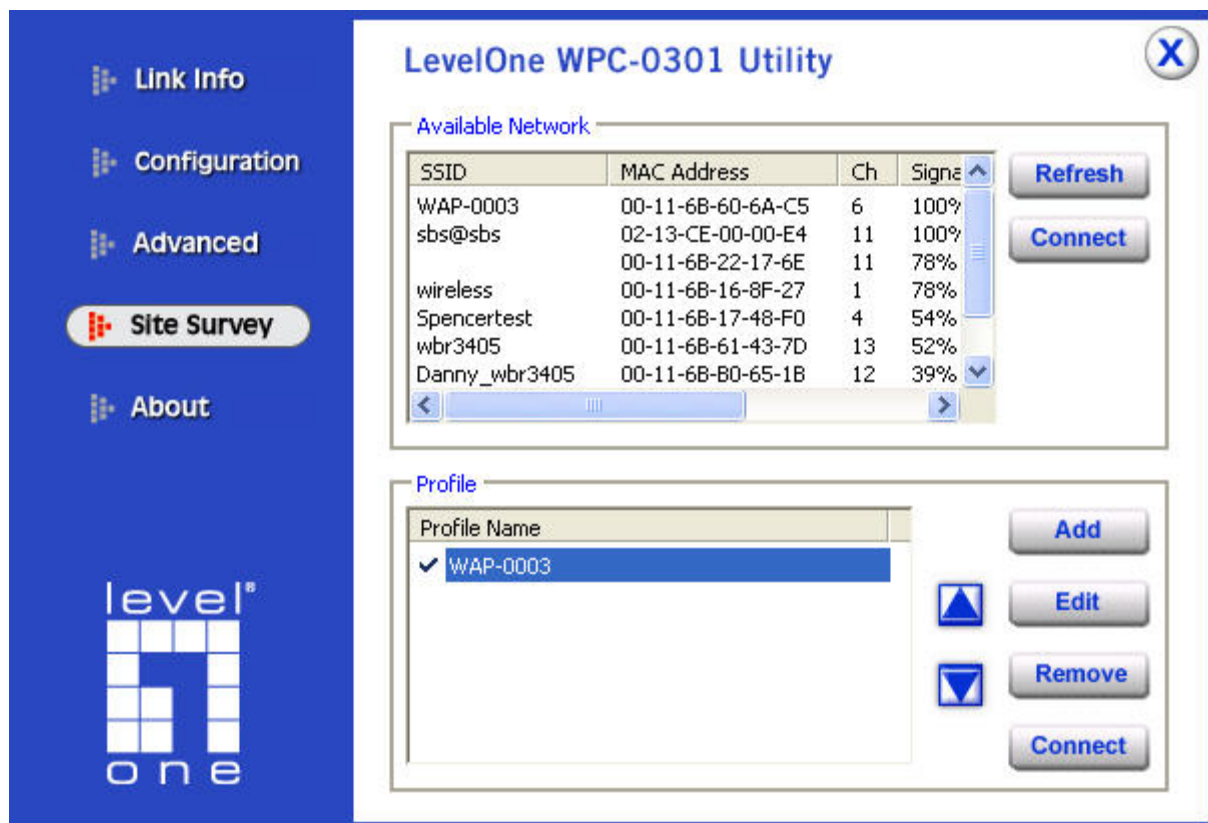 Link Info
Configuration
Advanced
Site Survey
About
level®
one
LevelOne WPC-0301 Utility
X
Available Network
SSID MAC Address Ch Signa
WAP-0003 00-11-6B-60-6A-C5 6 100%
sbs@sbs 02-13-CE-00-00-E4 11 100%
00-11-6B-22-17-6E 11 78%
wireless 00-11-6B-16-8F-27 1 78%
Spencertest 00-11-6B-17-48-F0 4 54%
wbr3405 00-11-6B-61-43-7D 13 52%
Danny_wbr3405 00-11-6B-B0-65-1B 12 39%
Refresh
Connect
Profile
Profile Name
WAP-0003
Add
Edit
Remove
Connect